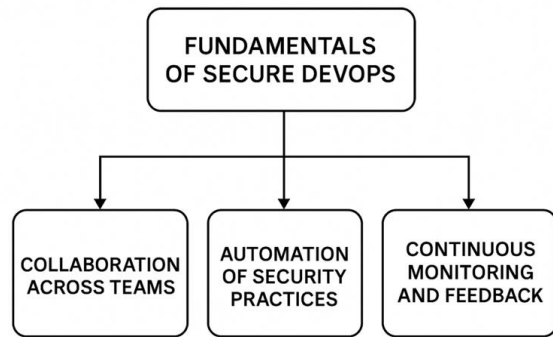 FUNDAMENTALS
OF SECURE DEVOPS
COLLABORATION
ACROSS TEAMS
AUTOMATION
OF SECURITY
PRACTICES
CONTINUOUS
MONITORING
AND FEEDBACK